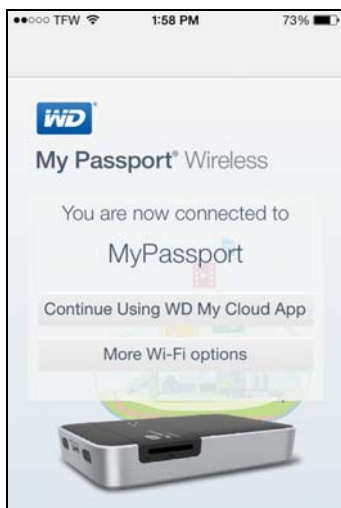 TFW 1:58 PM 73%
WD®
My Passport® Wireless
You are now connected to
MyPassport
Continue Using WD My Cloud App
More Wi-Fi options